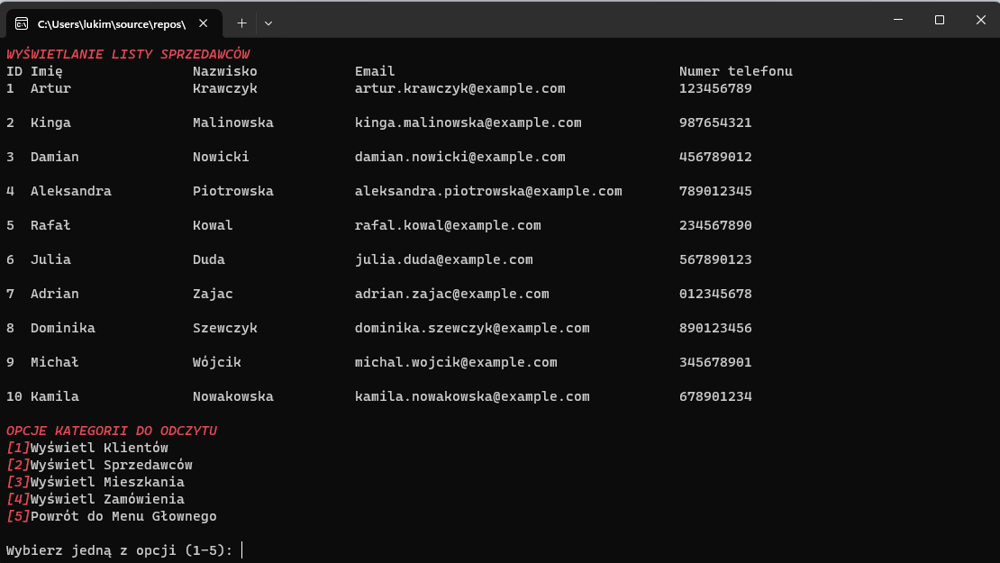 C:\Users\lukim\source\repos\
WYŚWIETLANIE LISTY SPRZEDAWCÓW
ID Imię Nazwisko Email Numer telefonu
1 Artur Krawczyk artur.krawczyk@example.com 123456789
2 Kinga Malinowska kinga.malinowska@example.com 987654321
3 Damian Nowicki damian.nowicki@example.com 456789012
4 Aleksandra Piotrowska aleksandra.piotrowska@example.com 789012345
5 Rafał Kowal rafal.kowal@example.com 234567890
6 Julia Duda julia.duda@example.com 567890123
7 Adrian Zajac adrian.zajac@example.com 012345678
8 Dominika Szewczyk dominika.szewczyk@example.com 890123456
9 Michał Wójcik michal.wojcik@example.com 345678901
10 Kamila Nowakowska kamila.nowakowska@example.com 678901234
OPCJE KATEGORII DO ODCZYTU
[1]Wyświetl Klientów
[2]Wyświetl Sprzedawców
[3]Wyświetl Mieszkania
[4]Wyświetl Zamówienia
[5]Powrót do Menu Głownego
Wybierz jedną z opcji (1-5):